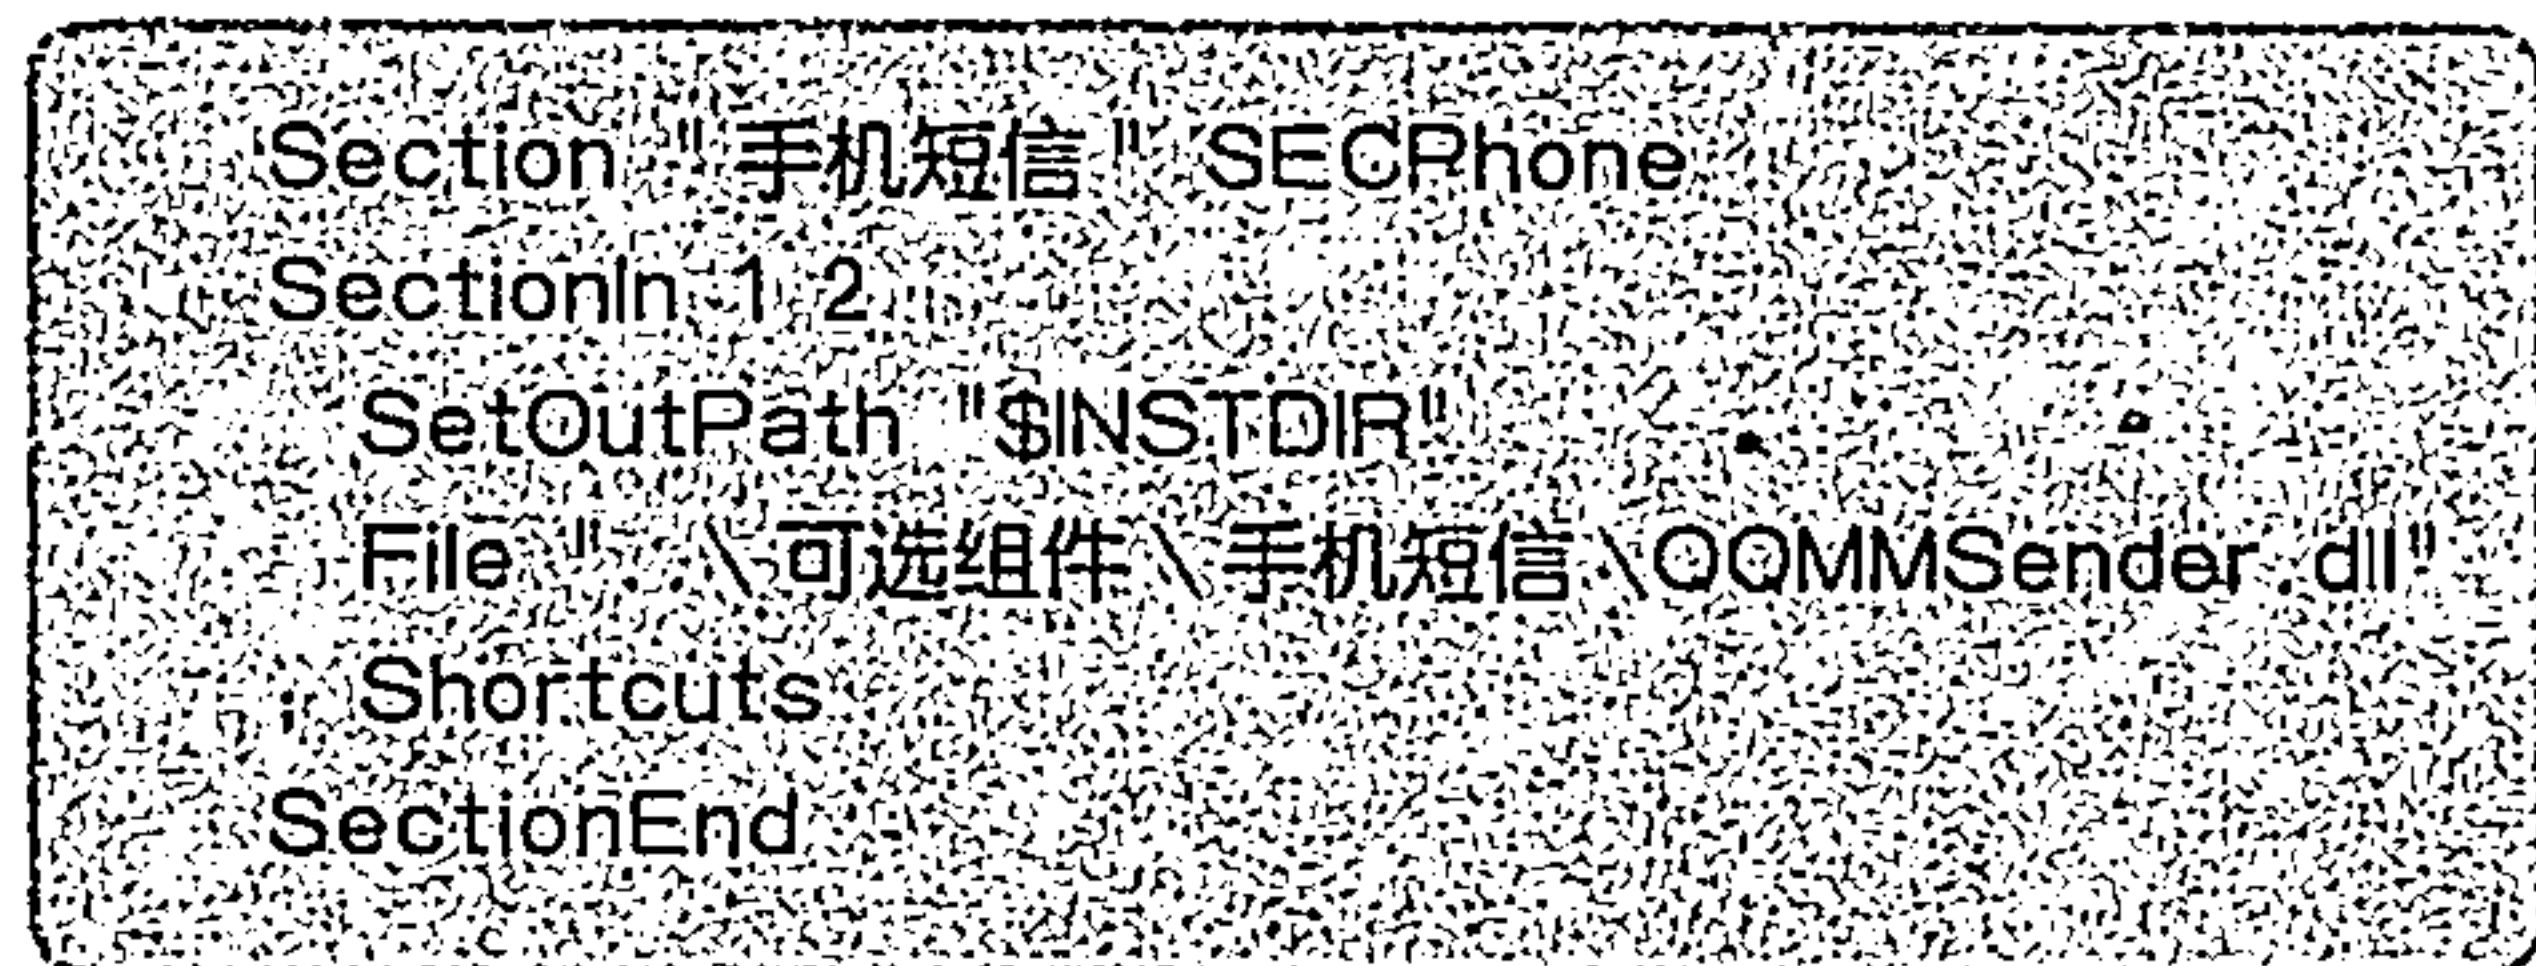 Section "手机短信" SECPhone
SectionIn 1 2
SetOutPath "$INSTDIR"
File "..\可选组件\手机短信\QQMMSender.dll"
; Shortcuts
SectionEnd